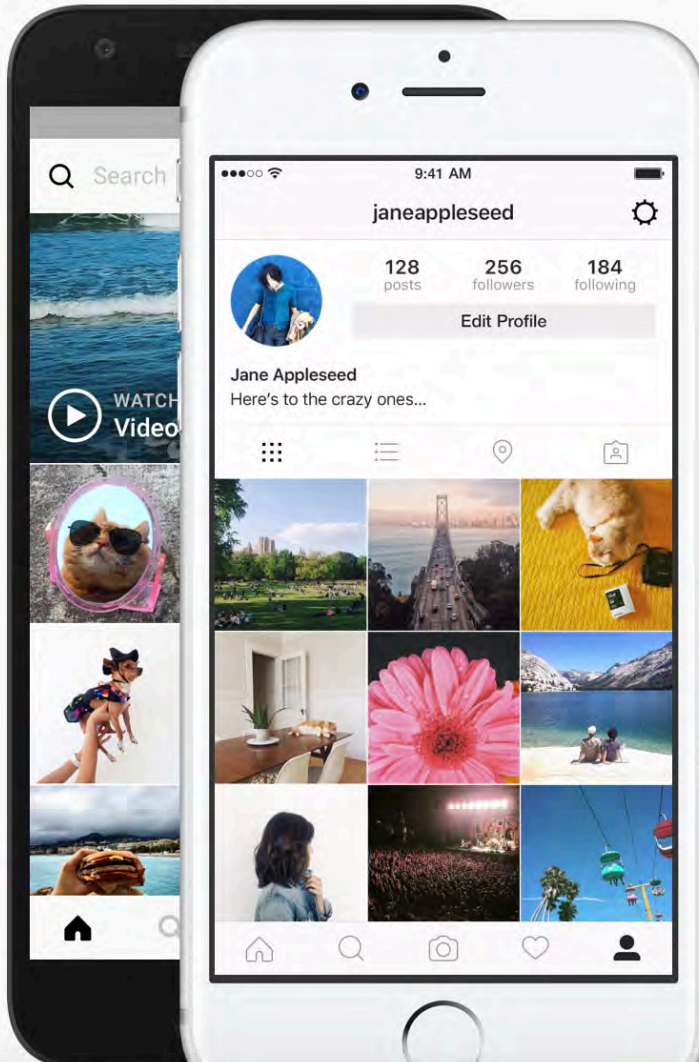 Search
WATCH
Video
9:41 AM
janeappleseed
128 256 184
posts followers following
Edit Profile
Jane Appleseed
Here's to the crazy ones...